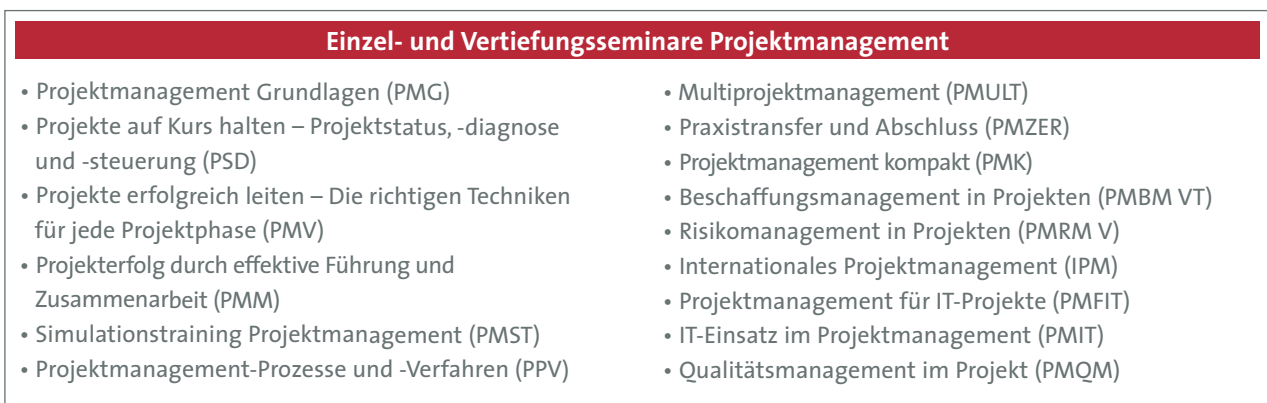 Einzel- und Vertiefungsseminare Projektmanagement
• Projektmanagement Grundlagen (PMG)
• Projekte auf Kurs halten – Projektstatus, -diagnose
und -steuerung (PSD)
• Projekte erfolgreich leiten – Die richtigen Techniken
für jede Projektphase (PMV)
• Projekterfolg durch effektive Führung und
Zusammenarbeit (PMM)
• Simulationstraining Projektmanagement (PMST)
• Projektmanagement-Prozesse und -Verfahren (PPV)
• Multiprojektmanagement (PMULT)
• Praxistransfer und Abschluss (PMZER)
• Projektmanagement kompakt (PMK)
• Beschaffungsmanagement in Projekten (PMBM VT)
• Risikomanagement in Projekten (PMRM V)
• Internationales Projektmanagement (IPM)
• Projektmanagement für IT-Projekte (PMFIT)
• IT-Einsatz im Projektmanagement (PMIT)
• Qualitätsmanagement im Projekt (PMQM)